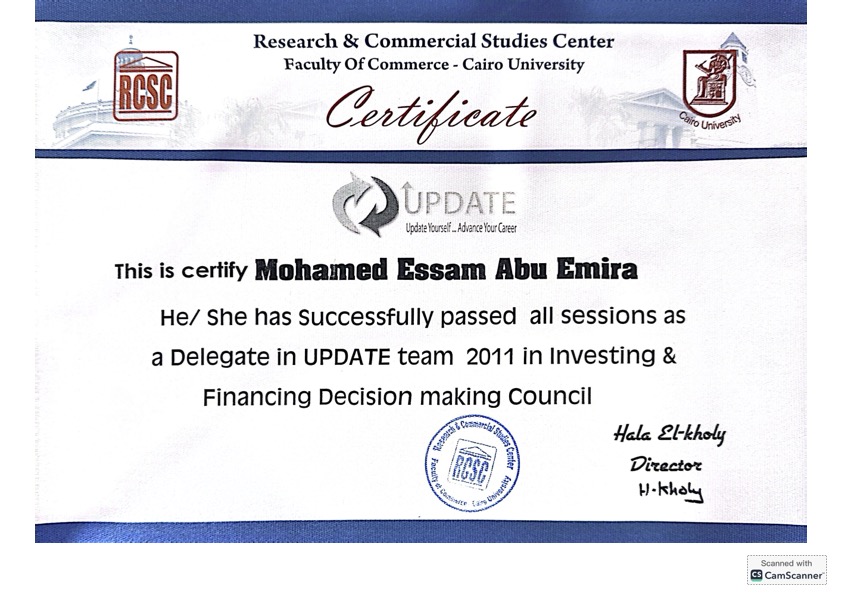 Research & Commercial Studies Center
Faculty Of Commerce - Cairo University
Certificate
RCSC
Cairo University
UPDATE
Update Yourself... Advance Your Career
This is certify Mohamed Essam Abu Emira
He/ She has Successfully passed all sessions as
a Delegate in UPDATE team 2011 in Investing &
Financing Decision making Council
Research & Commercial Studies Center
RCSC
Faculty of Commerce - Cairo University
Hala El-kholy
Director
H-Kholy
Scanned with
CS CamScanner